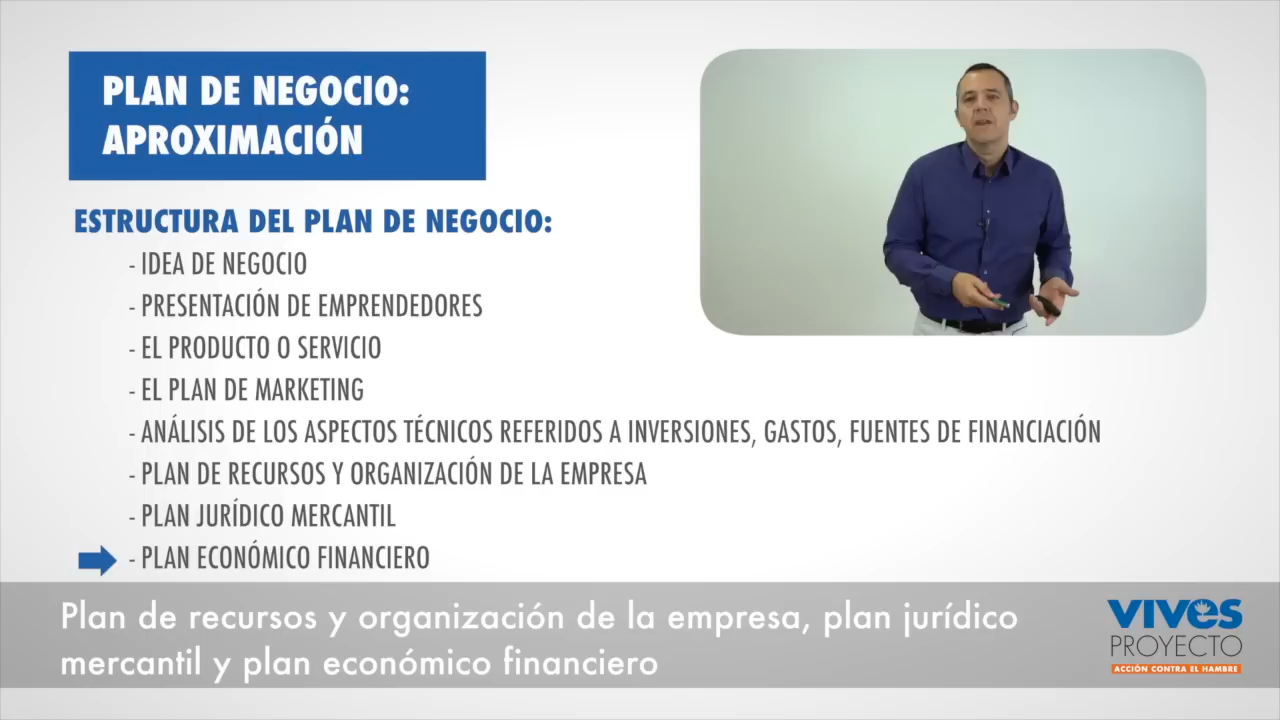 PLAN DE NEGOCIO:
APROXIMACIÓN
ESTRUCTURA DEL PLAN DE NEGOCIO:
- IDEA DE NEGOCIO
- PRESENTACIÓN DE EMPRENDEDORES
- EL PRODUCTO O SERVICIO
- EL PLAN DE MARKETING
- ANÁLISIS DE LOS ASPECTOS TÉCNICOS REFERIDOS A INVERSIONES, GASTOS, FUENTES DE FINANCIACIÓN
- PLAN DE RECURSOS Y ORGANIZACIÓN DE LA EMPRESA
- PLAN JURÍDICO MERCANTIL
- PLAN ECONÓMICO FINANCIERO
Plan de recursos y organización de la empresa, plan jurídico
mercantil y plan económico financiero
VIVES
PROYECTO
ACCIÓN CONTRA EL HAMBRE